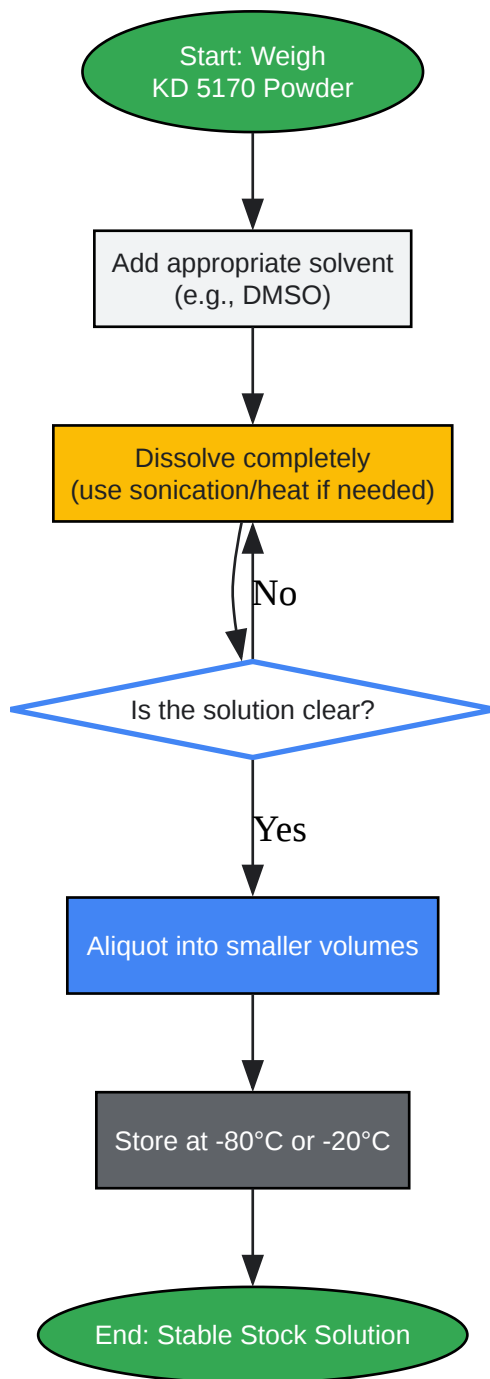 Start: Weigh
KD 5170 Powder
Add appropriate solvent
(e.g., DMSO)
Dissolve completely
(use sonication/heat if needed)
No
Is the solution clear?
Yes
Aliquot into smaller volumes
Store at -80°C or -20°C
End: Stable Stock Solution